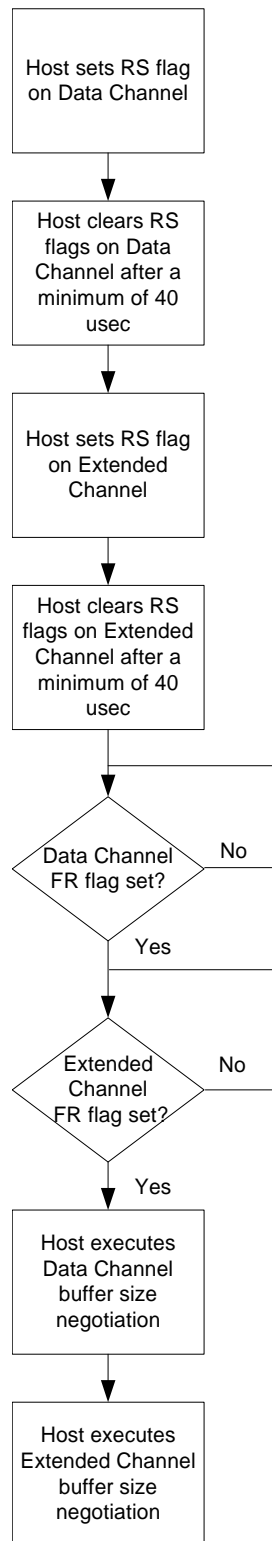 Host sets RS flag
on Data Channel
Host clears RS
flags on Data
Channel after a
minimum of 40
usec
Host sets RS flag
on Extended
Channel
Host clears RS
flags on Extended
Channel after a
minimum of 40
usec
Data Channel
FR flag set?
No
Yes
Extended
Channel
FR flag set?
No
Yes
Host executes
Data Channel
buffer size
negotiation
Host executes
Extended Channel
buffer size
negotiation